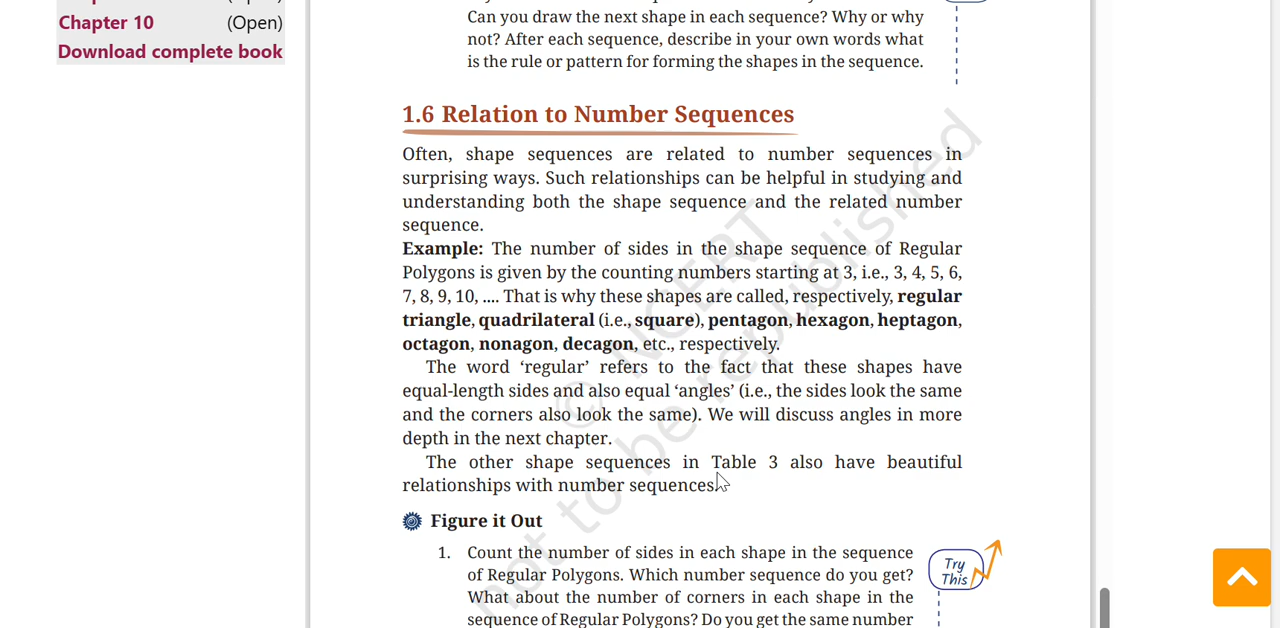 Chapter 10 (Open)
Download complete book
Can you draw the next shape in each sequence? Why or why
not? After each sequence, describe in your own words what
is the rule or pattern for forming the shapes in the sequence.
1.6 Relation to Number Sequences
Often, shape sequences are related to number sequences in
surprising ways. Such relationships can be helpful in studying and
understanding both the shape sequence and the related number
sequence.
Example: The number of sides in the shape sequence of Regular
Polygons is given by the counting numbers starting at 3, i.e., 3, 4, 5, 6,
7, 8, 9, 10, .... That is why these shapes are called, respectively, regular
triangle, quadrilateral (i.e., square), pentagon, hexagon, heptagon,
octagon, nonagon, decagon, etc., respectively.
The word ‘regular’ refers to the fact that these shapes have
equal-length sides and also equal ‘angles’ (i.e., the sides look the same
and the corners also look the same). We will discuss angles in more
depth in the next chapter.
The other shape sequences in Table 3 also have beautiful
relationships with number sequences.
Figure it Out
1. Count the number of sides in each shape in the sequence
of Regular Polygons. Which number sequence do you get?
What about the number of corners in each shape in the
sequence of Regular Polygons? Do you get the same number
Try
This
© NCERT
not to be republished